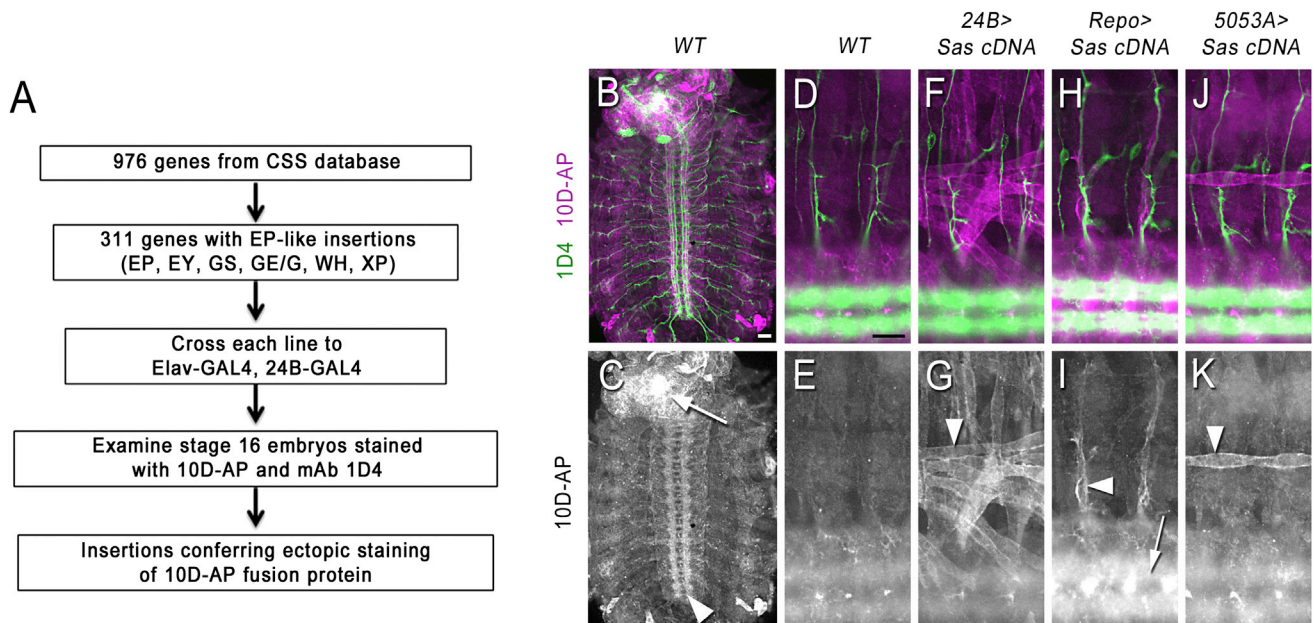 A
976 genes from CSS database
311 genes with EP-like insertions
(EP, EY, GS, GE/G, WH, XP)
Cross each line to
Elav-GAL4, 24B-GAL4
Examine stage 16 embryos stained
with 10D-AP and mAb 1D4
Insertions conferring ectopic staining
of 10D-AP fusion protein
WT
WT
24B>
Sas cDNA
Repo>
Sas cDNA
5053A>
Sas cDNA
1D4 10D-AP
B
D
F
H
J
10D-AP
C
E
G
I
K